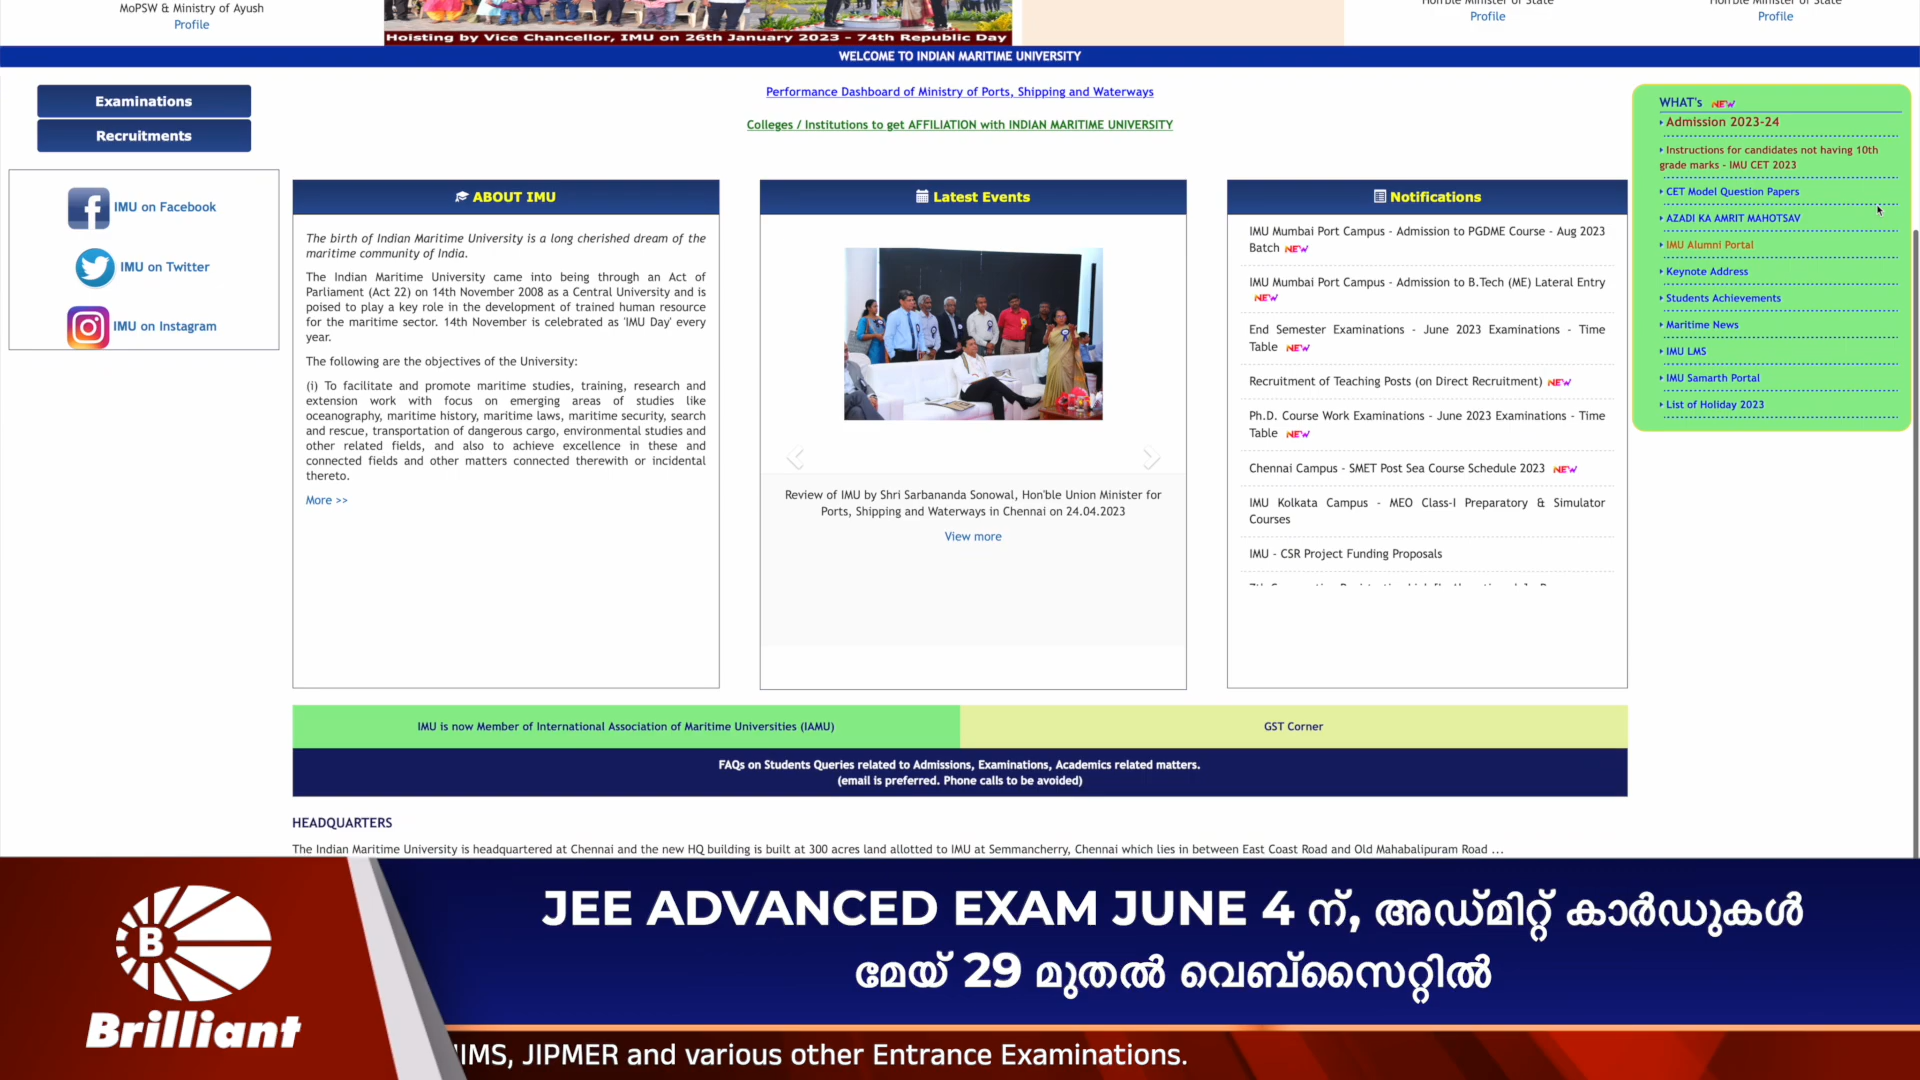 MoPSW & Ministry of Ayush
Profile
Hoisting by Vice Chancellor, IMU on 26th January 2023 - 74th Republic Day
Hon'ble Minister of State
Profile
Hon'ble Minister of State
Profile
WELCOME TO INDIAN MARITIME UNIVERSITY
Examinations
Recruitments
IMU on Facebook
IMU on Twitter
IMU on Instagram
Performance Dashboard of Ministry of Ports, Shipping and Waterways
Colleges / Institutions to get AFFILIATION with INDIAN MARITIME UNIVERSITY
ABOUT IMU
The birth of Indian Maritime University is a long cherished dream of the
maritime community of India.
The Indian Maritime University came into being through an Act of
Parliament (Act 22) on 14th November 2008 as a Central University and is
poised to play a key role in the development of trained human resource
for the maritime sector. 14th November is celebrated as 'IMU Day' every
year.
The following are the objectives of the University:
(i) To facilitate and promote maritime studies, training, research and
extension work with focus on emerging areas of studies like
oceanography, maritime history, maritime laws, maritime security, search
and rescue, transportation of dangerous cargo, environmental studies and
other related fields, and also to achieve excellence in these and
connected fields and other matters connected therewith or incidental
thereto.
More >>
Latest Events
Review of IMU by Shri Sarbananda Sonowal, Hon'ble Union Minister for
Ports, Shipping and Waterways in Chennai on 24.04.2023
View more
Notifications
IMU Mumbai Port Campus - Admission to PGDME Course - Aug 2023
Batch NEW
IMU Mumbai Port Campus - Admission to B.Tech (ME) Lateral Entry
NEW
End Semester Examinations - June 2023 Examinations - Time
Table NEW
Recruitment of Teaching Posts (on Direct Recruitment) NEW
Ph.D. Course Work Examinations - June 2023 Examinations - Time
Table NEW
Chennai Campus - SMET Post Sea Course Schedule 2023 NEW
IMU Kolkata Campus - MEO Class-I Preparatory & Simulator
Courses
IMU - CSR Project Funding Proposals
WHAT's NEW
Admission 2023-24
Instructions for candidates not having 10th
grade marks - IMU CET 2023
CET Model Question Papers
AZADI KA AMRIT MAHOTSAV
IMU Alumni Portal
Keynote Address
Students Achievements
Maritime News
IMU LMS
IMU Samarth Portal
List of Holiday 2023
IMU is now Member of International Association of Maritime Universities (IAMU)
GST Corner
FAQs on Students Queries related to Admissions, Examinations, Academics related matters.
(email is preferred. Phone calls to be avoided)
HEADQUARTERS
The Indian Maritime University is headquartered at Chennai and the new HQ building is built at 300 acres land allotted to IMU at Semmancherry, Chennai which lies in between East Coast Road and Old Mahabalipuram Road ...
B
Brilliant
JEE ADVANCED EXAM JUNE 4 ന്, അഡ്മിറ്റ് കാർഡുകൾ
മേയ് 29 മുതൽ വെബ്സൈറ്റിൽ
IIMS, JIPMER and various other Entrance Examinations.